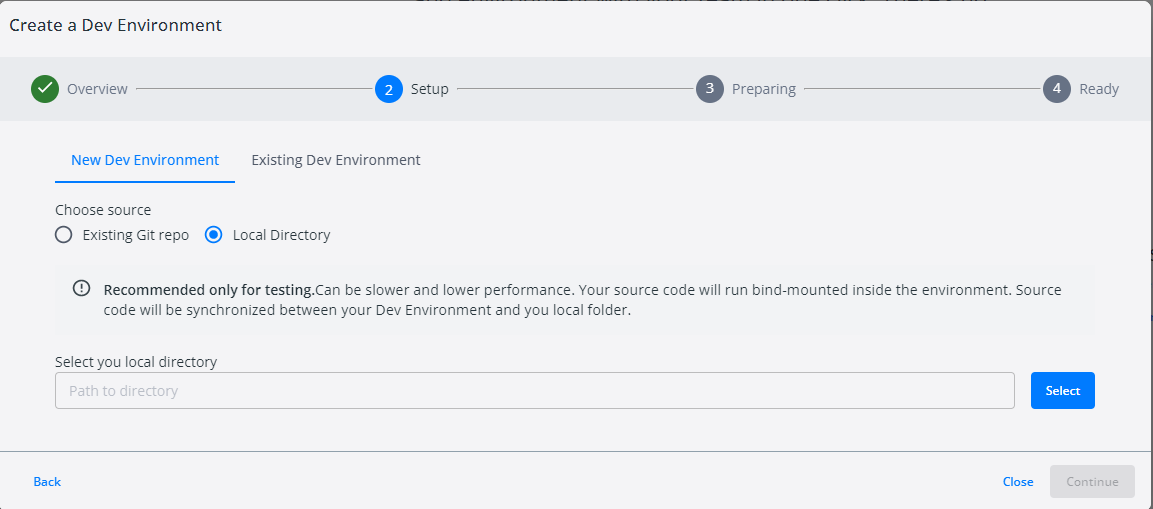 Create a Dev Environment
Overview
2 Setup
3 Preparing
4 Ready
New Dev Environment
Existing Dev Environment
Choose source
Existing Git repo
Local Directory
Recommended only for testing.Can be slower and lower performance. Your source code will run bind-mounted inside the environment. Source
code will be synchronized between your Dev Environment and you local folder.
Select you local directory
Path to directory
Select
Back
Close
Continue